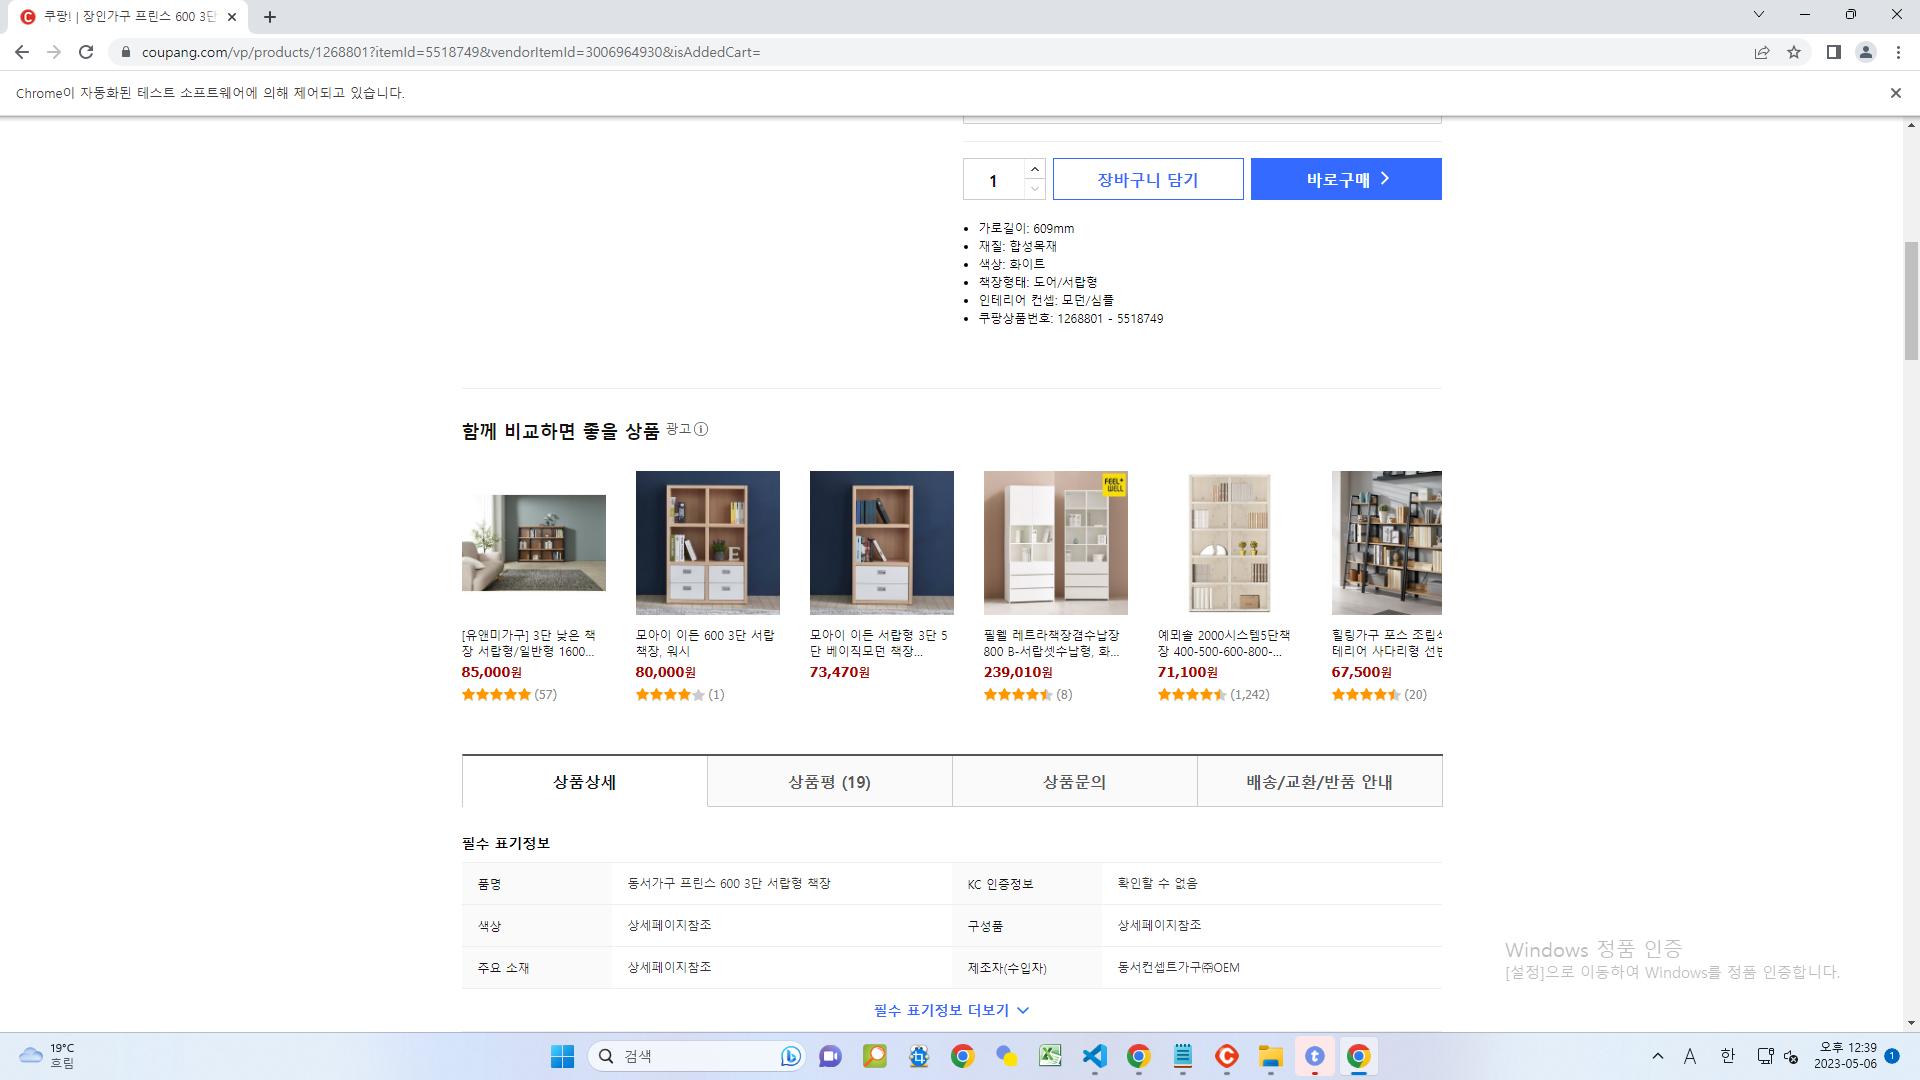 쿠팡! | 장인가구 프린스 600 3단
coupang.com/vp/products/1268801?itemId=5518749&vendorItemId=3006964930&isAddedCart=
Chrome이 자동화된 테스트 소프트웨어에 의해 제어되고 있습니다.
1
장바구니 담기
바로구매
가로길이: 609mm
재질: 합성목재
색상: 화이트
책장형태: 도어/서랍형
인테리어 컨셉: 모던/심플
쿠팡상품번호: 1268801 - 5518749
함께 비교하면 좋을 상품 광고
FEEL+
WELL
E
[유앤미가구] 3단 낮은 책
장 서랍형/일반형 1600...
85,000원
(57)
모아이 이든 600 3단 서랍
책장, 워시
80,000원
(1)
모아이 이든 서랍형 3단 5
단 베이직모던 책장...
73,470원
필웰 레트라책장겸수납장
800 B-서랍셋수납형, 화...
239,010원
(8)
예뫼솔 2000시스템5단책
장 400-500-600-800-...
71,100원
(1,242)
힐링가구 포스 조립식
테리어 사다리형 선반
67,500원
(20)
상품상세
상품평 (19)
상품문의
배송/교환/반품 안내
필수 표기정보
품명 동서가구 프린스 600 3단 서랍형 책장 KC 인증정보 확인할 수 없음
색상 상세페이지참조 구성품 상세페이지참조
주요 소재 상세페이지참조 제조자(수입자) 동서컨셉트가구㈜OEM
필수 표기정보 더보기
Windows 정품 인증
[설정]으로 이동하여 Windows를 정품 인증합니다.
19°C
흐림
검색
A
한
오후 12:39
2023-05-06
1